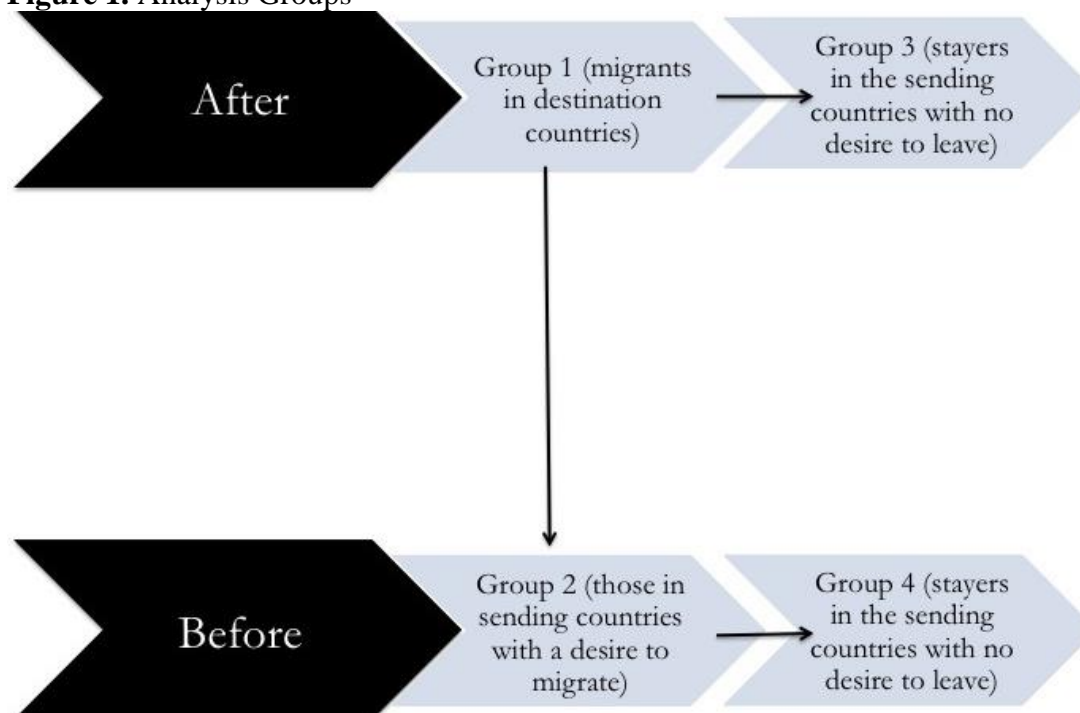 Figure 1. Analysis Groups
After
Group 1 (migrants
in destination
countries)
Group 3 (stayers
in the sending
countries with no
desire to leave)
Before
Group 2 (those in
sending countries
with a desire to
migrate)
Group 4 (stayers
in the sending
countries with no
desire to leave)